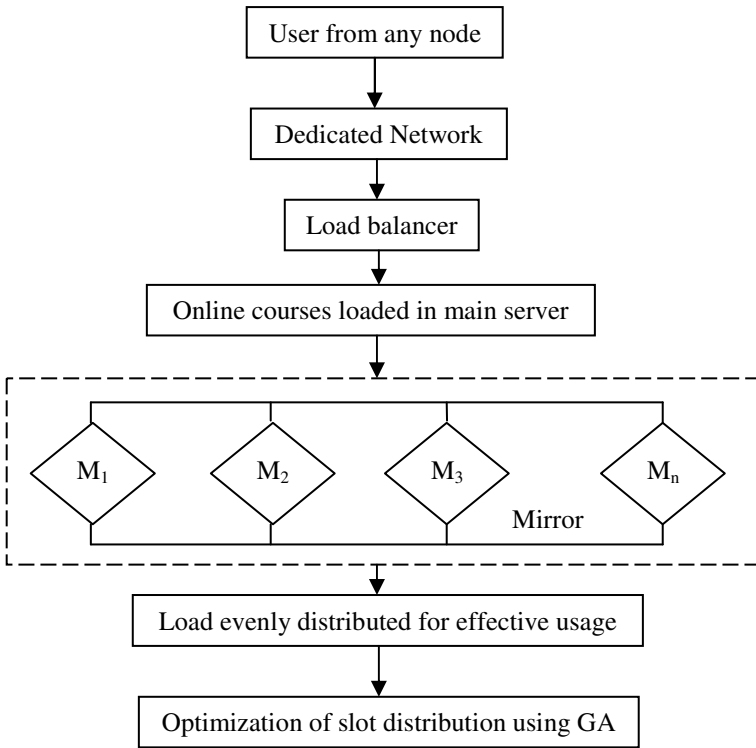 User from any node
Dedicated Network
Load balancer
Online courses loaded in main server
M₁ M₂ M₃ Mₙ
Mirror
Load evenly distributed for effective usage
Optimization of slot distribution using GA